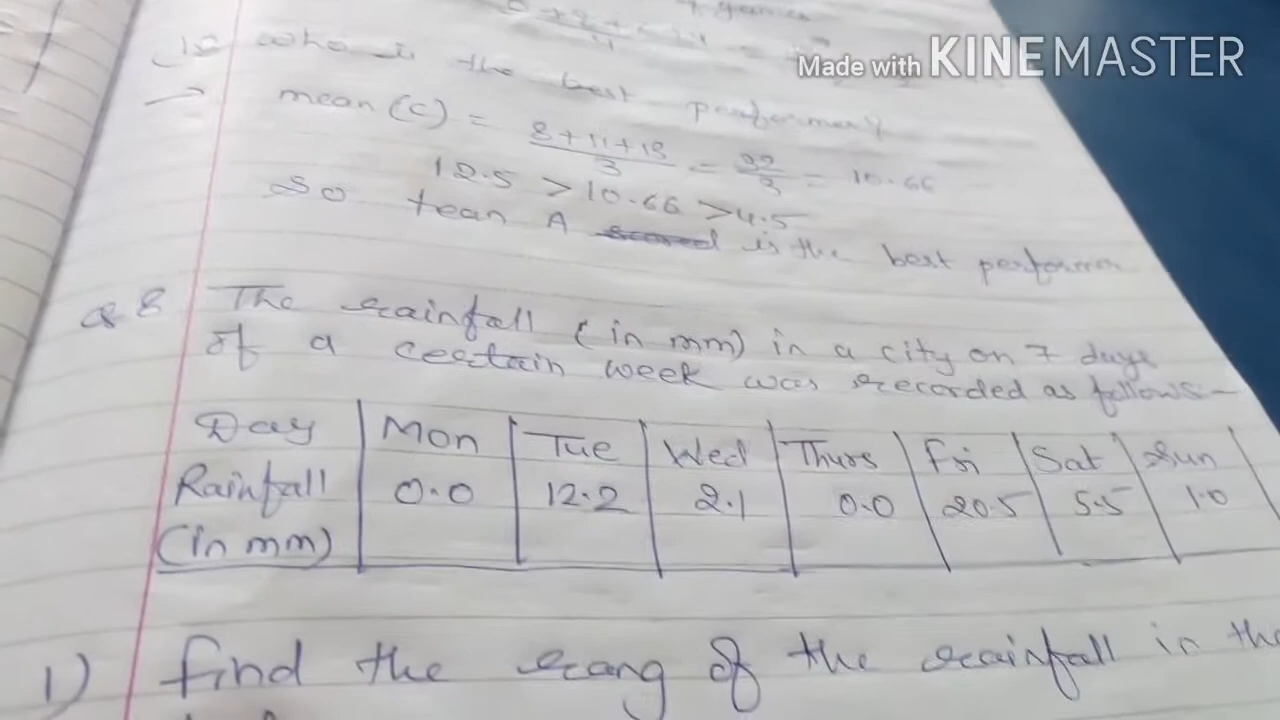 Made with KINEMASTER
who is the best performer?
→ mean (C) = 8+11+13/3 = 32/3 = 10.66
12.5 > 10.66 > 4.5
So team A is the best performer
Q 8 The rainfall (in mm) in a city on 7 days
of a certain week was recorded as follows:-
Day Mon Tue Wed Thurs Fri Sat Sun
Rainfall 0.0 12.2 2.1 0.0 20.5 5.5 1.0
(in mm)
1) find the rang of the rainfall in the